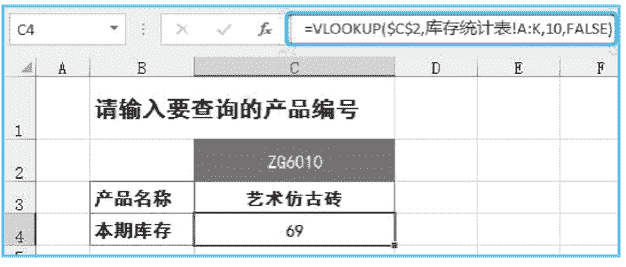 C4 fx =VLOOKUP($C$2,库存统计表!A:K,10,FALSE)
A B C D E F
1 请输入要查询的产品编号
2 ZG6010
3 产品名称 艺术仿古砖
4 本期库存 69